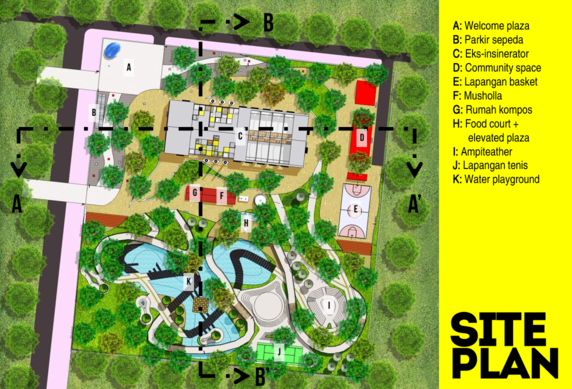 B
A: Welcome plaza
B: Parkir sepeda
C: Eks-insinerator
D: Community space
E: Lapangan basket
F: Musholla
G: Rumah kompos
H: Food court +
elevated plaza
I: Ampiteather
J: Lapangan tenis
K: Water playground
A
B
C
D
A
A'
G
F
E
H
K
I
J
B'
SITE
PLAN